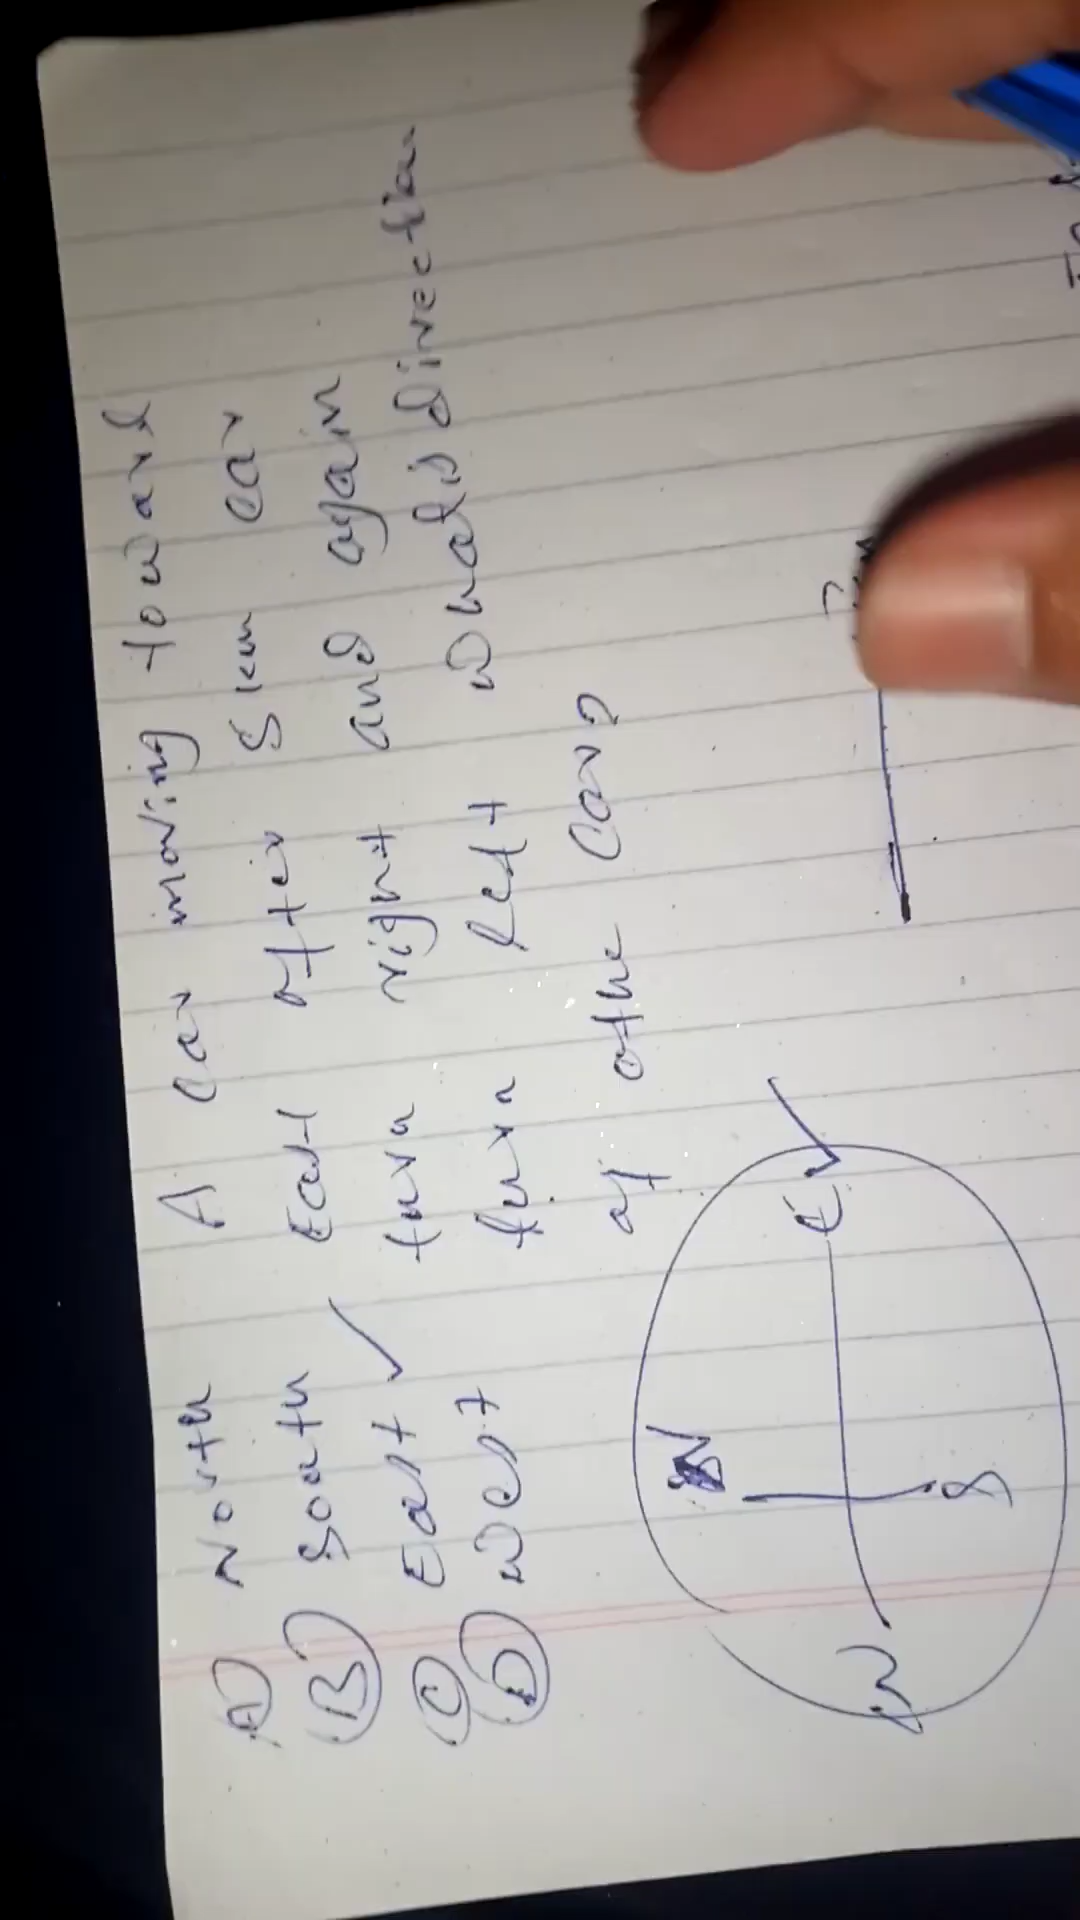 A car moving toward
East after 5km car
turn right and again
turn left what is direction
of othe car?
A North
B South
C East ✓
D West
N
W E ✓
S